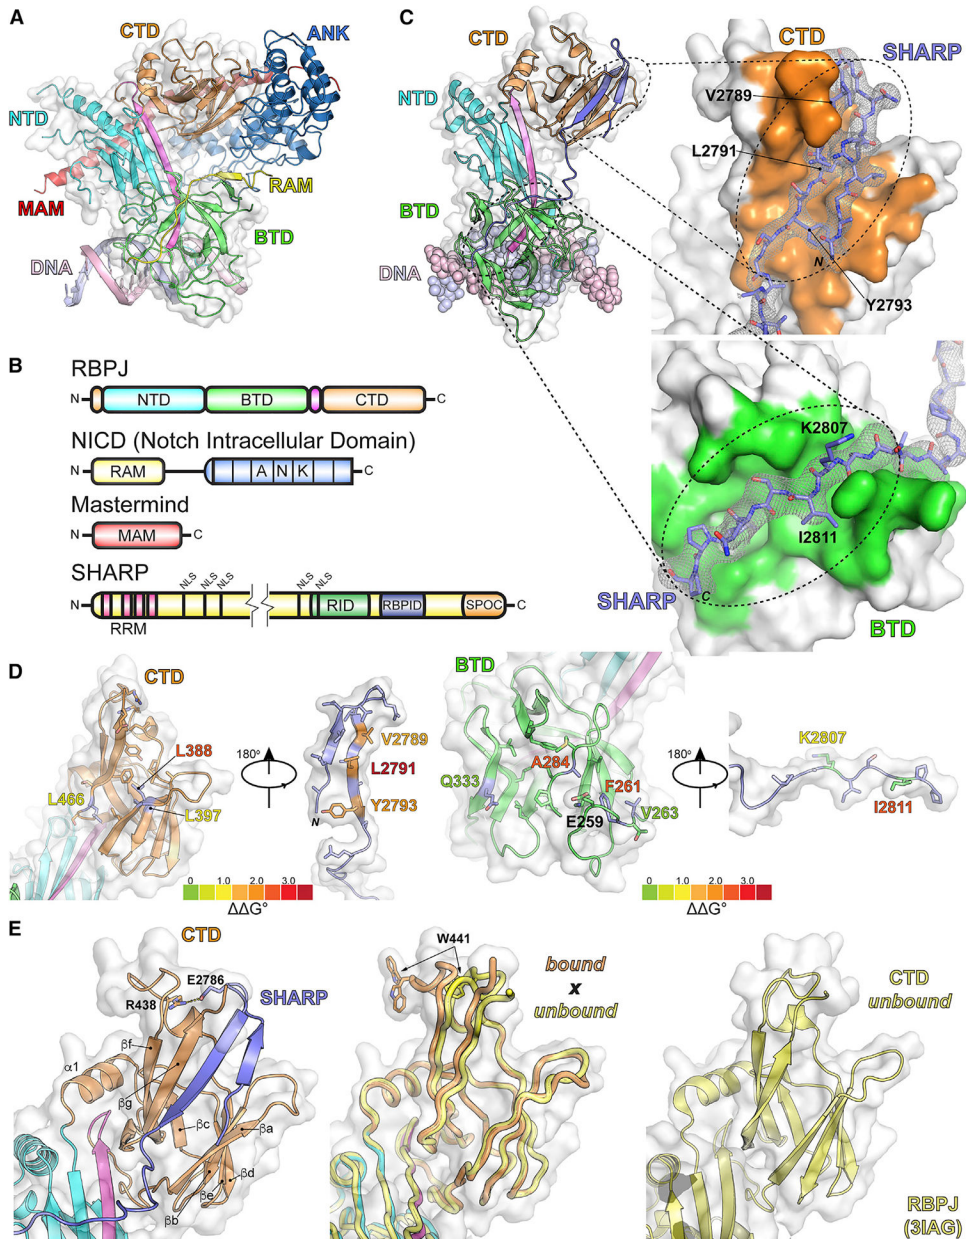 A
CTD
ANK
NTD
MAM
RAM
BTD
DNA
B
RBPJ
N
NTD
BTD
CTD
C
NICD (Notch Intracellular Domain)
N
RAM
A N K
C
Mastermind
N
MAM
C
SHARP
NLS
NLS
NLS
NLS
NLS
N
RID
RBPID
SPOC
C
RRM
C
CTD
NTD
BTD
DNA
CTD
SHARP
V2789
L2791
N
Y2793
K2807
I2811
SHARP
C
BTD
D
CTD
L388
L466
L397
180°
V2789
L2791
Y2793
N
0 1.0 2.0 3.0
ΔΔG°
BTD
Q333
A284
F261
E259
V263
180°
K2807
I2811
0 1.0 2.0 3.0
ΔΔG°
E
CTD
E2786
R438
SHARP
βf
α1
βg
βc
βa
βd
βe
βb
W441
bound
x
unbound
CTD
unbound
RBPJ
(3IAG)